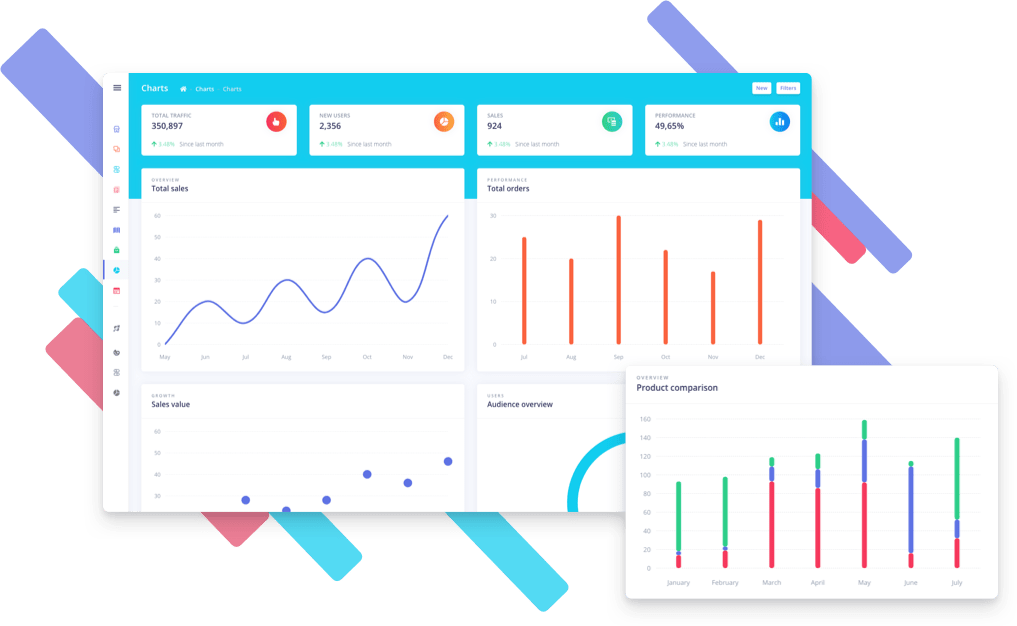 Charts Charts Charts New Filters
TOTAL TRAFFIC
350,897
3.48% Since last month
NEW USERS
2,356
3.48% Since last month
SALES
924
3.48% Since last month
PERFORMANCE
49,65%
3.48% Since last month
OVERVIEW
Total sales
60
50
40
30
20
10
0
May Jun Jul Aug Sep Oct Nov Dec
PERFORMANCE
Total orders
30
20
10
0
Jul Aug Sep Oct Nov Dec
GROWTH
Sales value
60
50
40
30
USERS
Audience overview
OVERVIEW
Product comparison
160
140
120
100
80
60
40
20
0
January February March April May June July